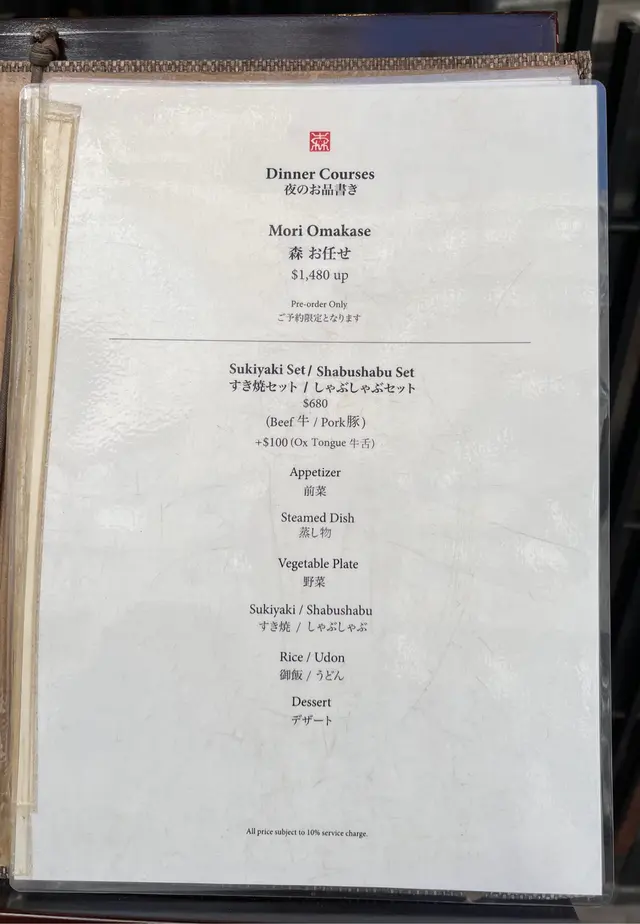 森
Dinner Courses
夜のお品書き
Mori Omakase
森 お任せ
$1,480 up
Pre-order Only
ご予約限定となります
Sukiyaki Set / Shabushabu Set
すき焼セット / しゃぶしゃぶセット
$680
(Beef 牛 / Pork豚)
+$100 (Ox Tongue 牛舌)
Appetizer
前菜
Steamed Dish
蒸し物
Vegetable Plate
野菜
Sukiyaki / Shabushabu
すき焼 / しゃぶしゃぶ
Rice / Udon
御飯 / うどん
Dessert
デザート
All price subject to 10% service charge.